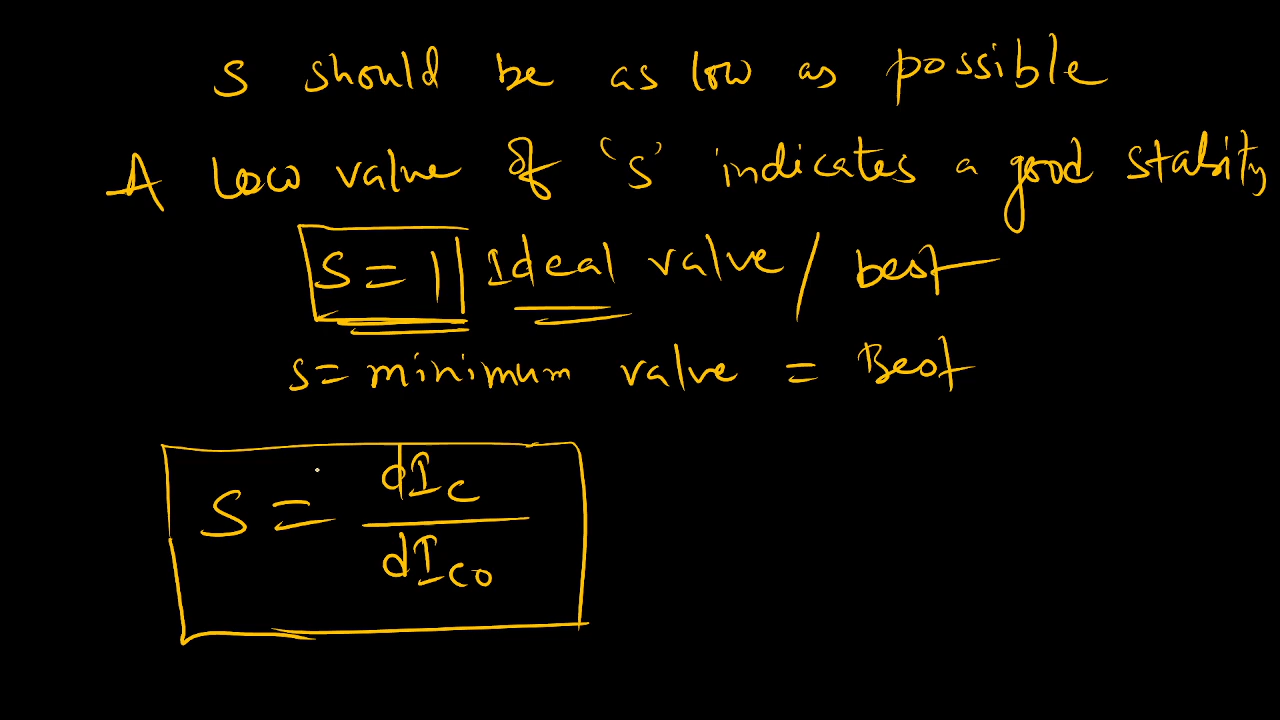 S should be as low as possible
A low value of 's' indicates a good stability
S = 1 Ideal value / best
s = minimum value = Best
S = dIc / dIco